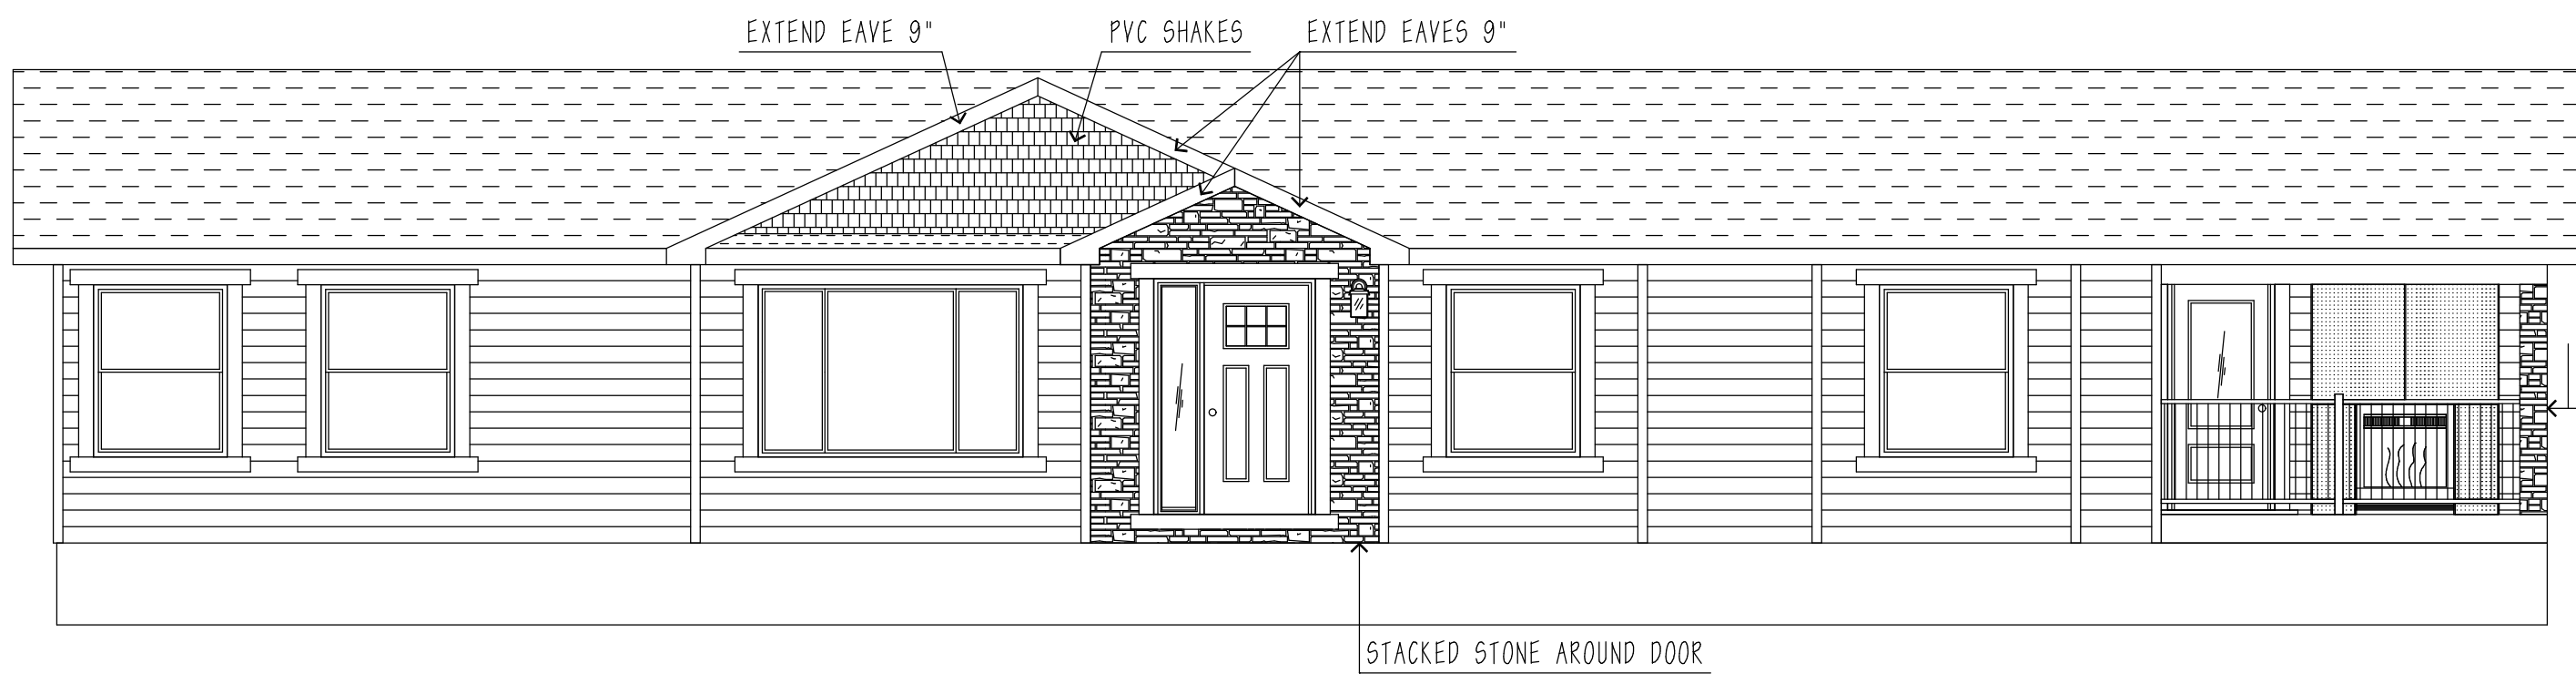 EXTEND EAVE 9"
PVC SHAKES
EXTEND EAVES 9"
STACKED STONE AROUND DOOR